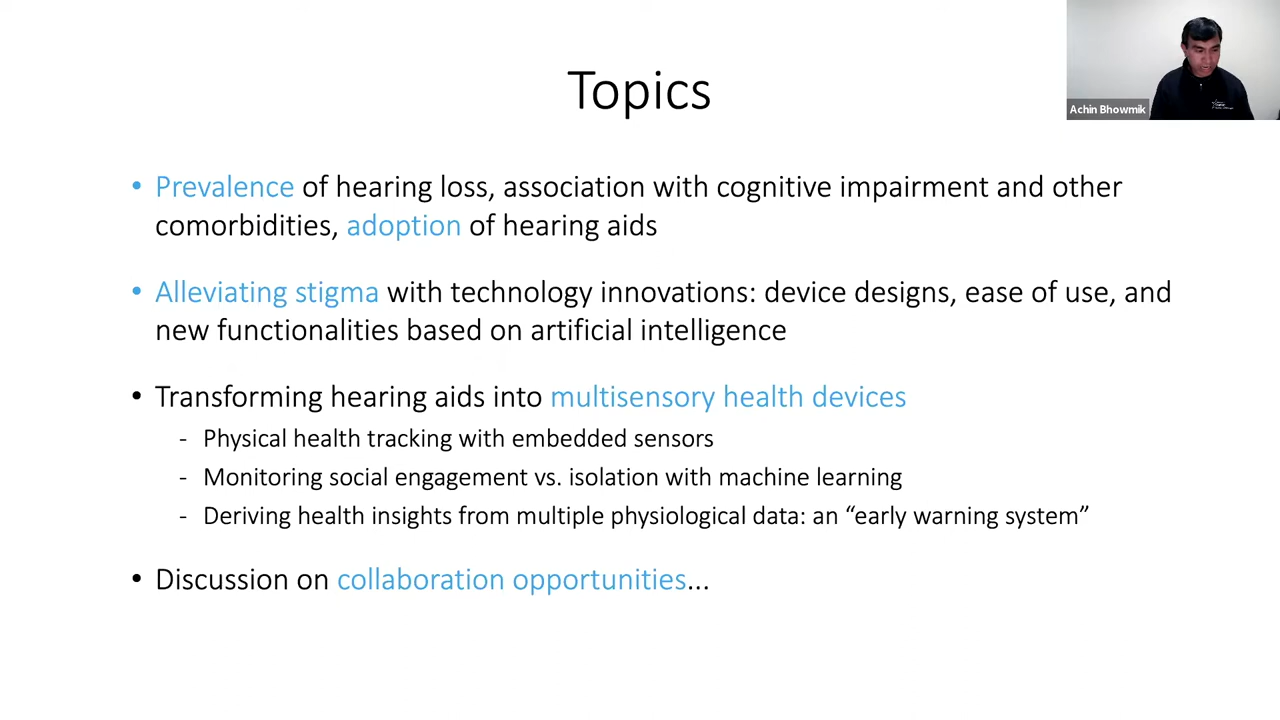 Topics
Achin Bhowmik
• Prevalence of hearing loss, association with cognitive impairment and other
comorbidities, adoption of hearing aids
• Alleviating stigma with technology innovations: device designs, ease of use, and
new functionalities based on artificial intelligence
• Transforming hearing aids into multisensory health devices
- Physical health tracking with embedded sensors
- Monitoring social engagement vs. isolation with machine learning
- Deriving health insights from multiple physiological data: an “early warning system”
• Discussion on collaboration opportunities...